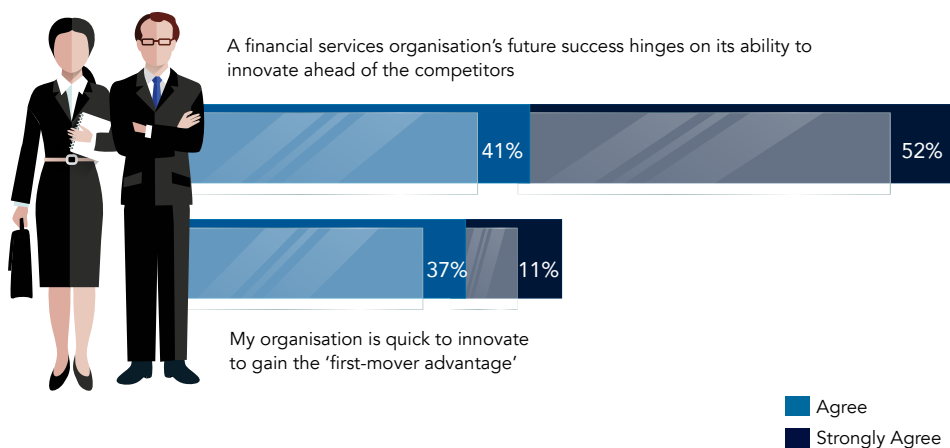 A financial services organisation’s future success hinges on its ability to
innovate ahead of the competitors
41%
52%
37%
11%
My organisation is quick to innovate
to gain the ‘first-mover advantage’
Agree
Strongly Agree